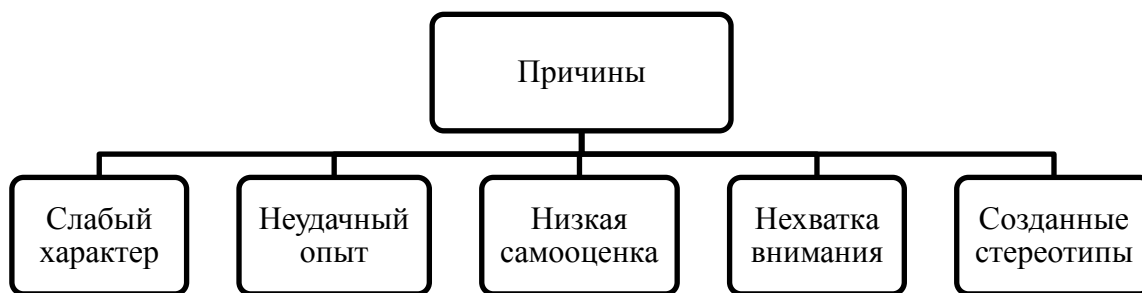 Причины
Слабый
характер
Неудачный
опыт
Низкая
самооценка
Нехватка
внимания
Созданные
стереотипы